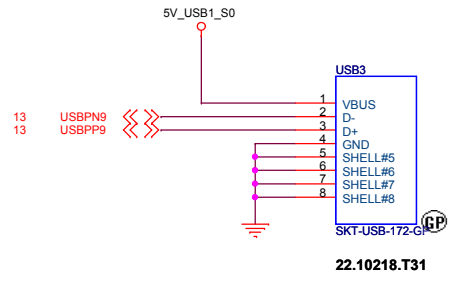 5V_USB1_S0
USB3
1 VBUS
13 USBPN9 2 D-
13 USBPP9 3 D+
4 GND
5 SHELL#5
6 SHELL#6
7 SHELL#7
8 SHELL#8
SKT-USB-172-GP
GP
22.10218.T31